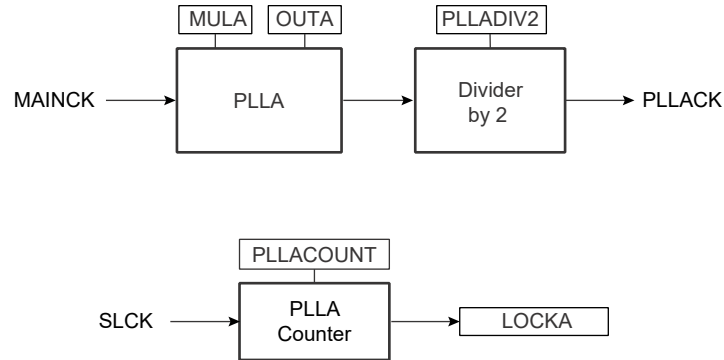 MULA OUTA PLLADIV2
MAINCK PLLA Divider
by 2 PLLACK
PLLACOUNT
SLCK PLLA
Counter LOCKA